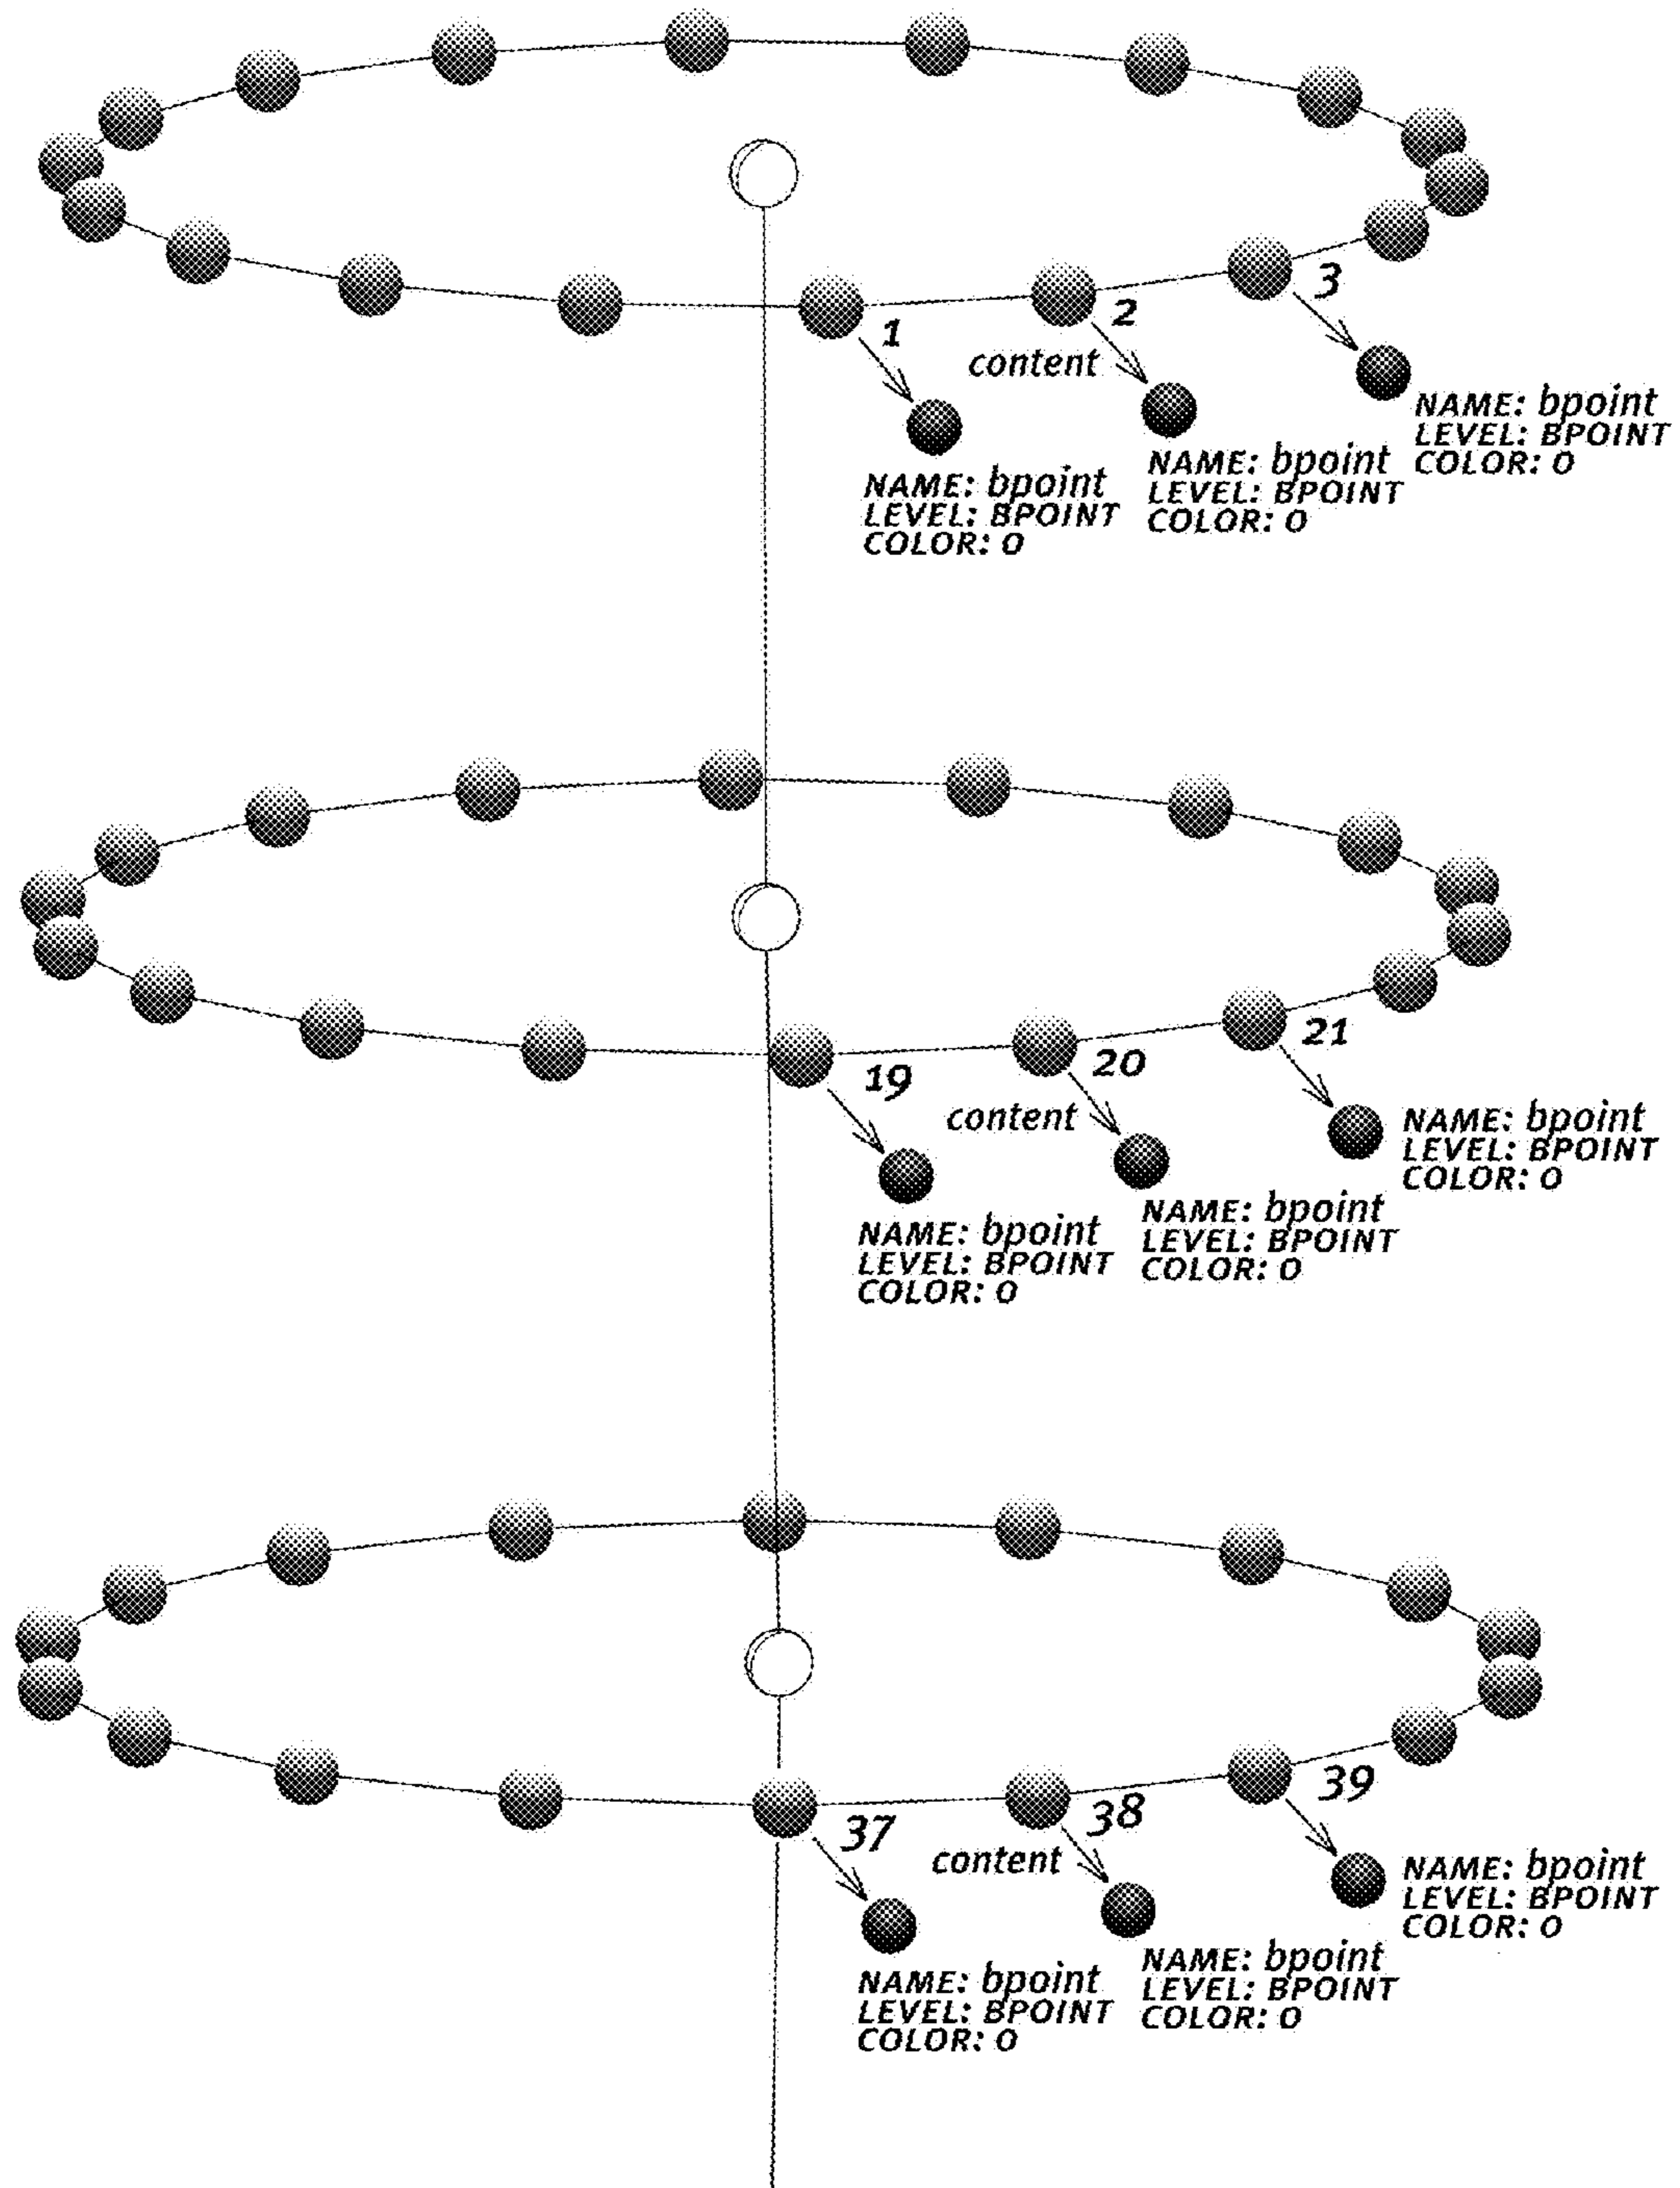 1
2
3
content
NAME: bpoint
LEVEL: BPOINT
COLOR: 0
NAME: bpoint
LEVEL: BPOINT
COLOR: 0
NAME: bpoint
LEVEL: BPOINT
COLOR: 0
19
20
21
content
NAME: bpoint
LEVEL: BPOINT
COLOR: 0
NAME: bpoint
LEVEL: BPOINT
COLOR: 0
NAME: bpoint
LEVEL: BPOINT
COLOR: 0
37
38
39
content
NAME: bpoint
LEVEL: BPOINT
COLOR: 0
NAME: bpoint
LEVEL: BPOINT
COLOR: 0
NAME: bpoint
LEVEL: BPOINT
COLOR: 0